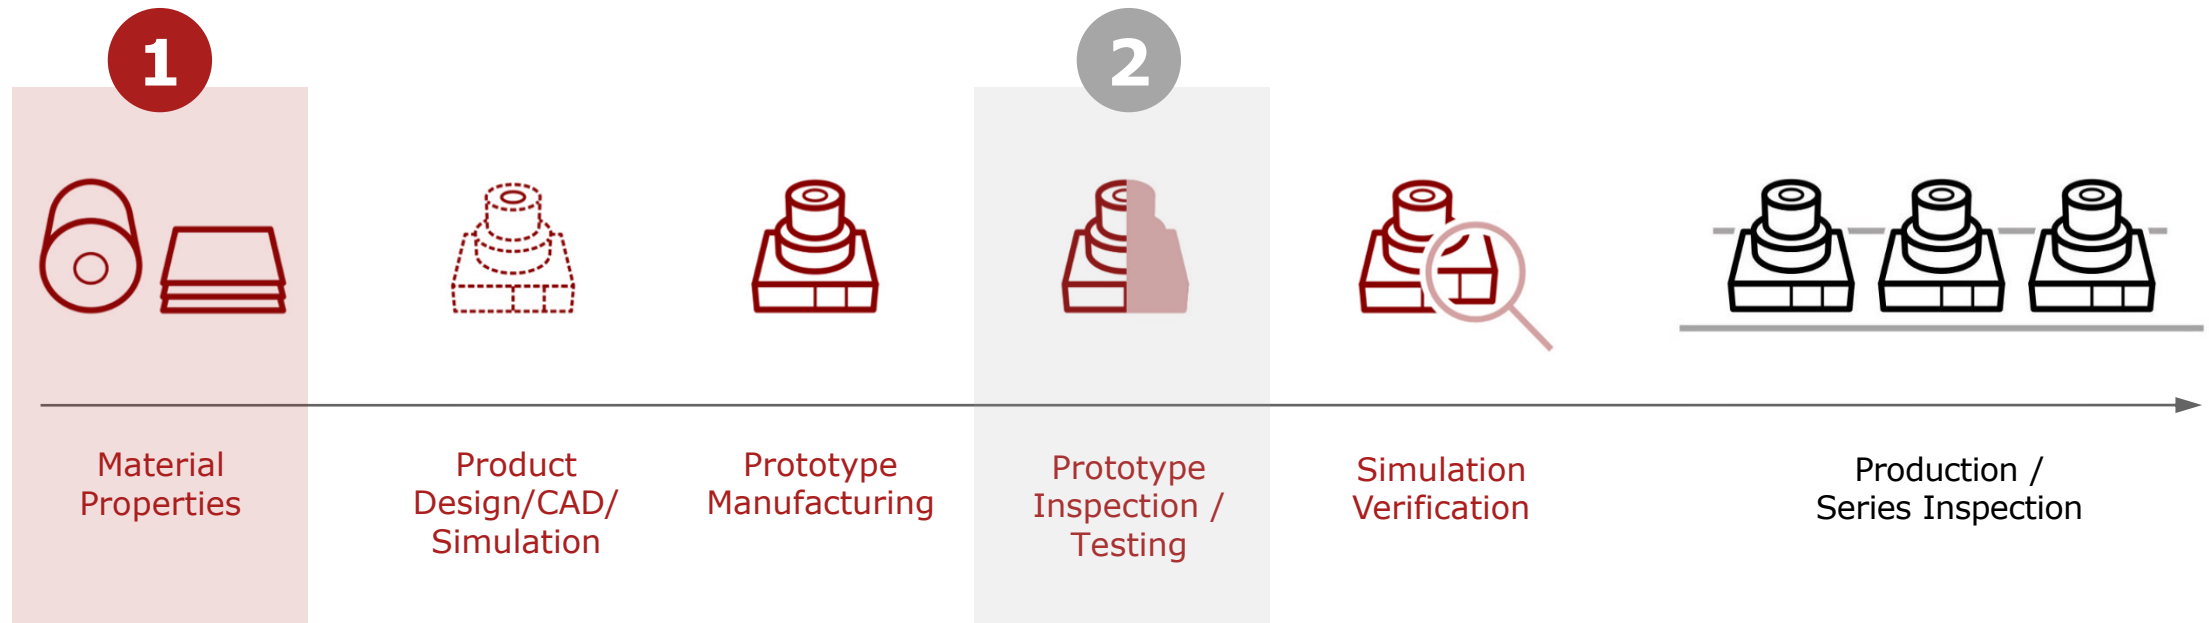 1
2
Material
Properties
Product
Design/CAD/
Simulation
Prototype
Manufacturing
Prototype
Inspection /
Testing
Simulation
Verification
Production /
Series Inspection